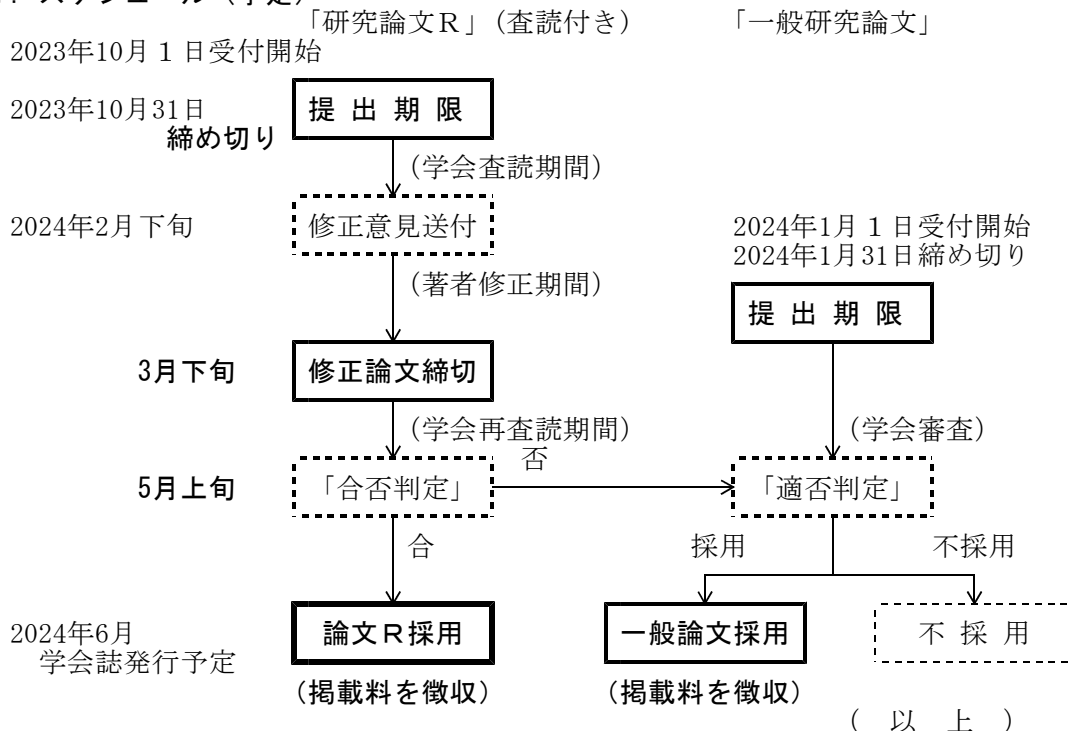 スケジュール（予定）
「研究論文Ｒ」（査読付き）　「一般研究論文」
2023年10月１日受付開始
2023年10月31日
締め切り
提 出 期 限
（学会査読期間）
2024年2月下旬
修正意見送付
2024年1月１日受付開始
2024年1月31日締め切り
（著者修正期間）
提 出 期 限
3月下旬
修正論文締切
（学会再査読期間）
（学会審査）
否
5月上旬
「合否判定」
「適否判定」
合
採用
不採用
2024年6月
学会誌発行予定
論文Ｒ採用
一般論文採用
不 採 用
（掲載料を徴収）
（掲載料を徴収）
（　以　上　）